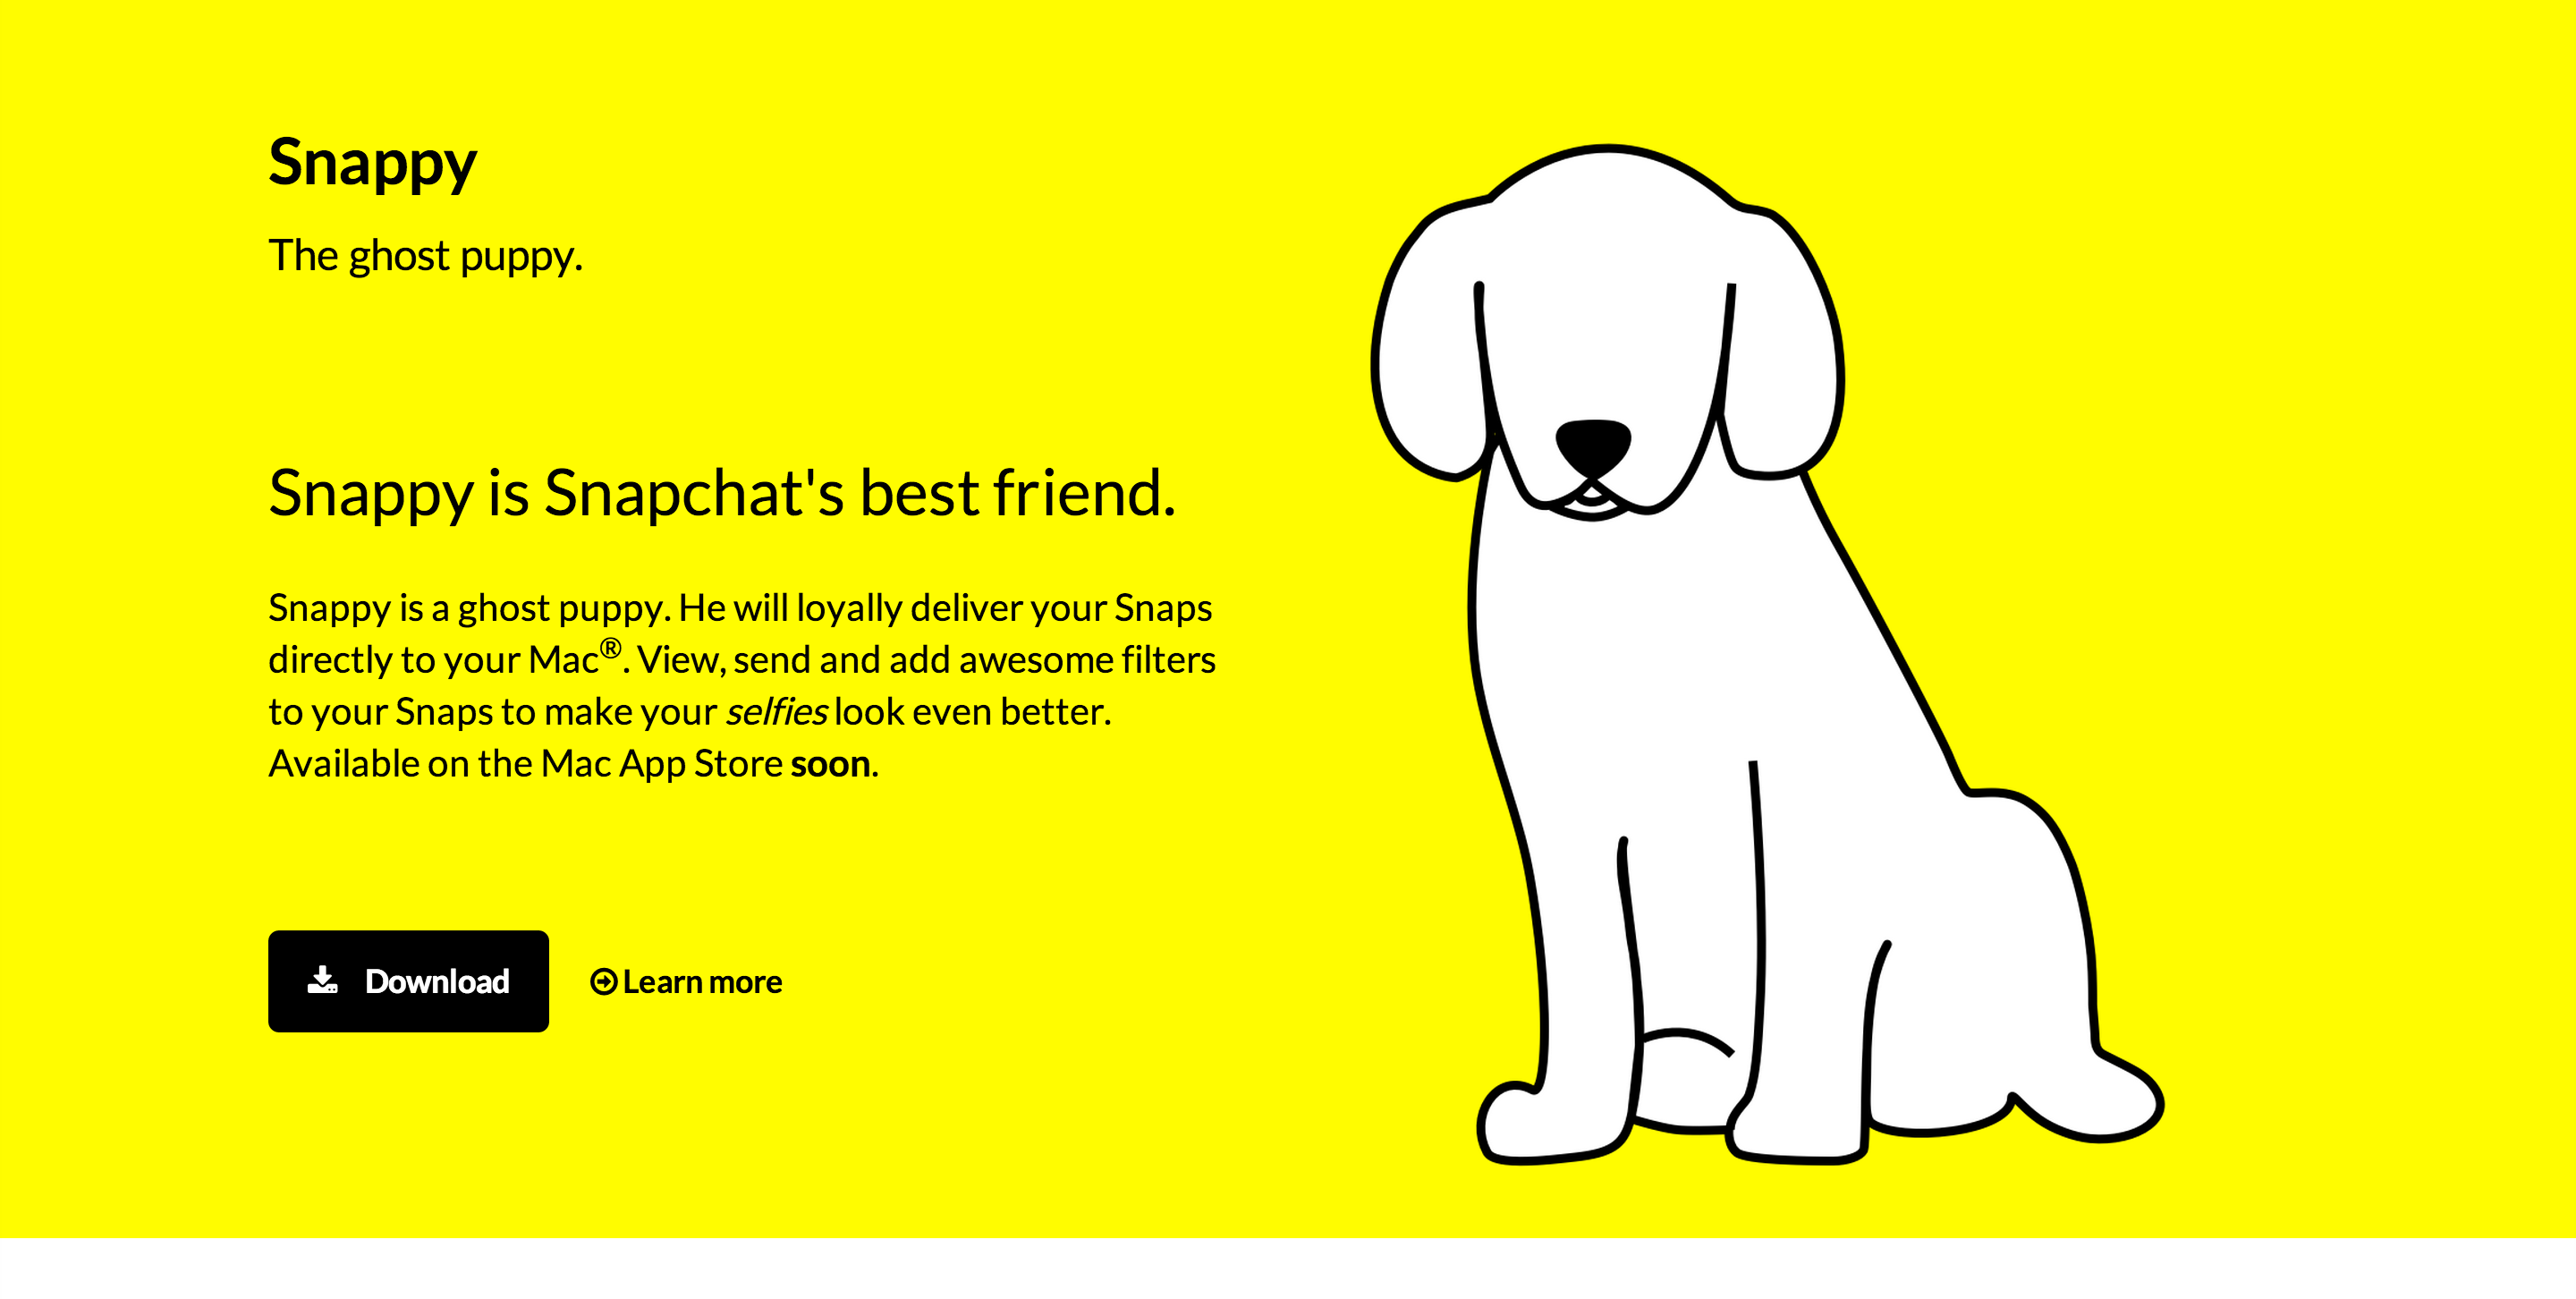 Snappy
The ghost puppy.
Snappy is Snapchat's best friend.
Snappy is a ghost puppy. He will loyally deliver your Snaps
directly to your Mac®. View, send and add awesome filters
to your Snaps to make your selfies look even better.
Available on the Mac App Store soon.
Download
Learn more